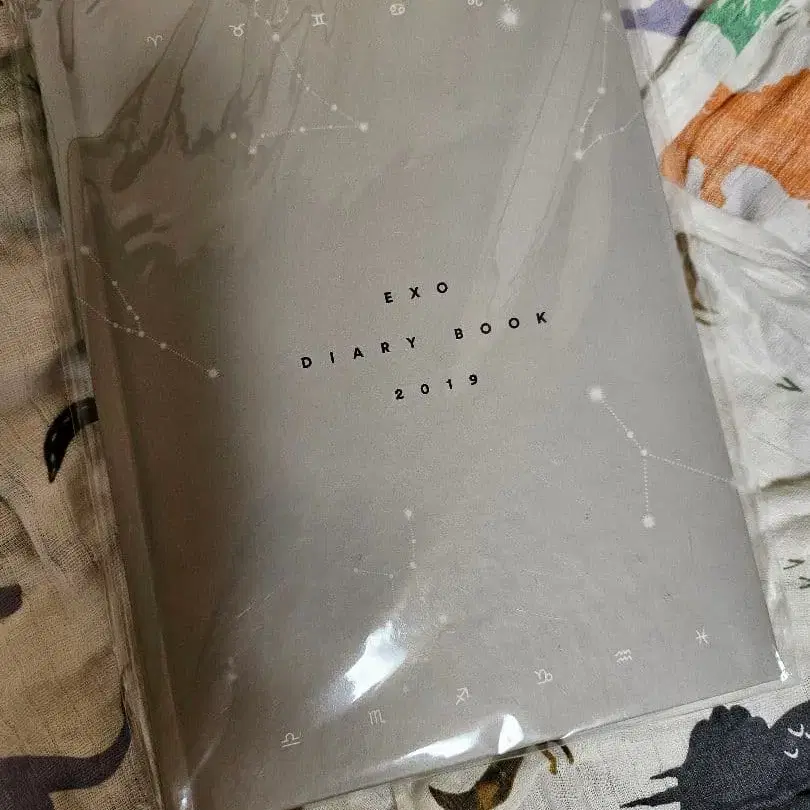 ♈ ♉ ♊ ♋ ♌
EXO
DIARY BOOK
2019
♎ ♏ ♐ ♑ ♒ ♓